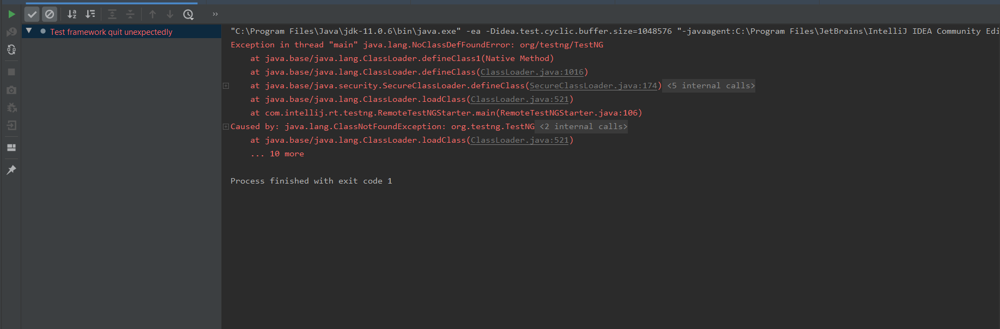 Test framework quit unexpectedly
"C:\Program Files\Java\jdk-11.0.6\bin\java.exe" -ea -Didea.test.cyclic.buffer.size=1048576 "-javaagent:C:\Program Files\JetBrains\IntelliJ IDEA Community Edi
Exception in thread "main" java.lang.NoClassDefFoundError: org/testng/TestNG
at java.base/java.lang.ClassLoader.defineClass1(Native Method)
at java.base/java.lang.ClassLoader.defineClass(ClassLoader.java:1016)
at java.base/java.security.SecureClassLoader.defineClass(SecureClassLoader.java:174) <5 internal calls>
at java.base/java.lang.ClassLoader.loadClass(ClassLoader.java:521)
at com.intellij.rt.testng.RemoteTestNGStarter.main(RemoteTestNGStarter.java:106)
Caused by: java.lang.ClassNotFoundException: org.testng.TestNG <2 internal calls>
at java.base/java.lang.ClassLoader.loadClass(ClassLoader.java:521)
... 10 more
Process finished with exit code 1